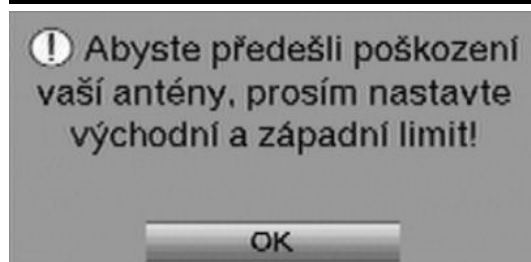 ! Abyste předešli poškození
vaší antény, prosím nastavte
východní a západní limit!
OK